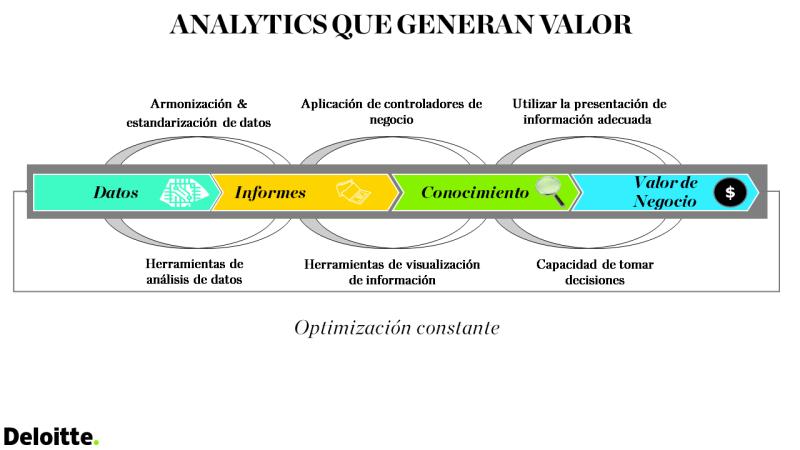 ANALYTICS QUE GENERAN VALOR
Armonización &
estandarización de datos
Aplicación de controladores de
negocio
Utilizar la presentación de
información adecuada
Datos
Informes
Conocimiento
Valor de
Negocio
$
Herramientas de
análisis de datos
Herramientas de visualización
de información
Capacidad de tomar
decisiones
Optimización constante
Deloitte.